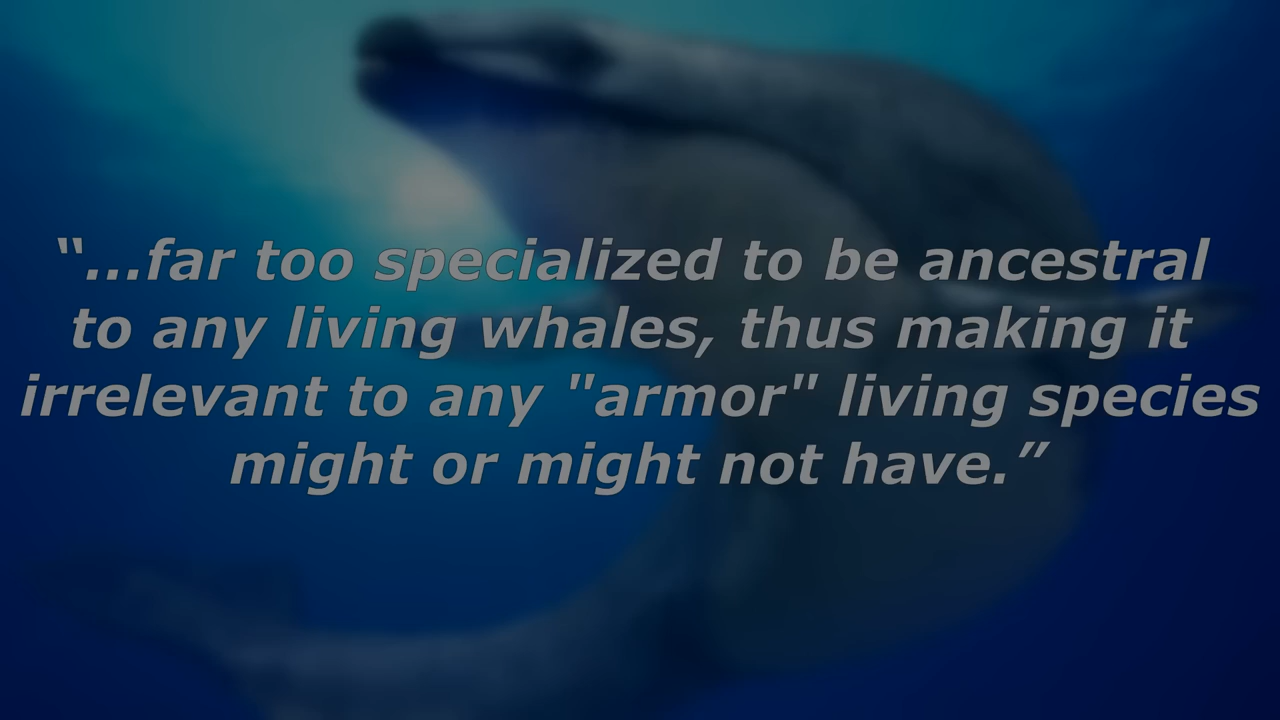 “...far too specialized to be ancestral
to any living whales, thus making it
irrelevant to any "armor" living species
might or might not have.”